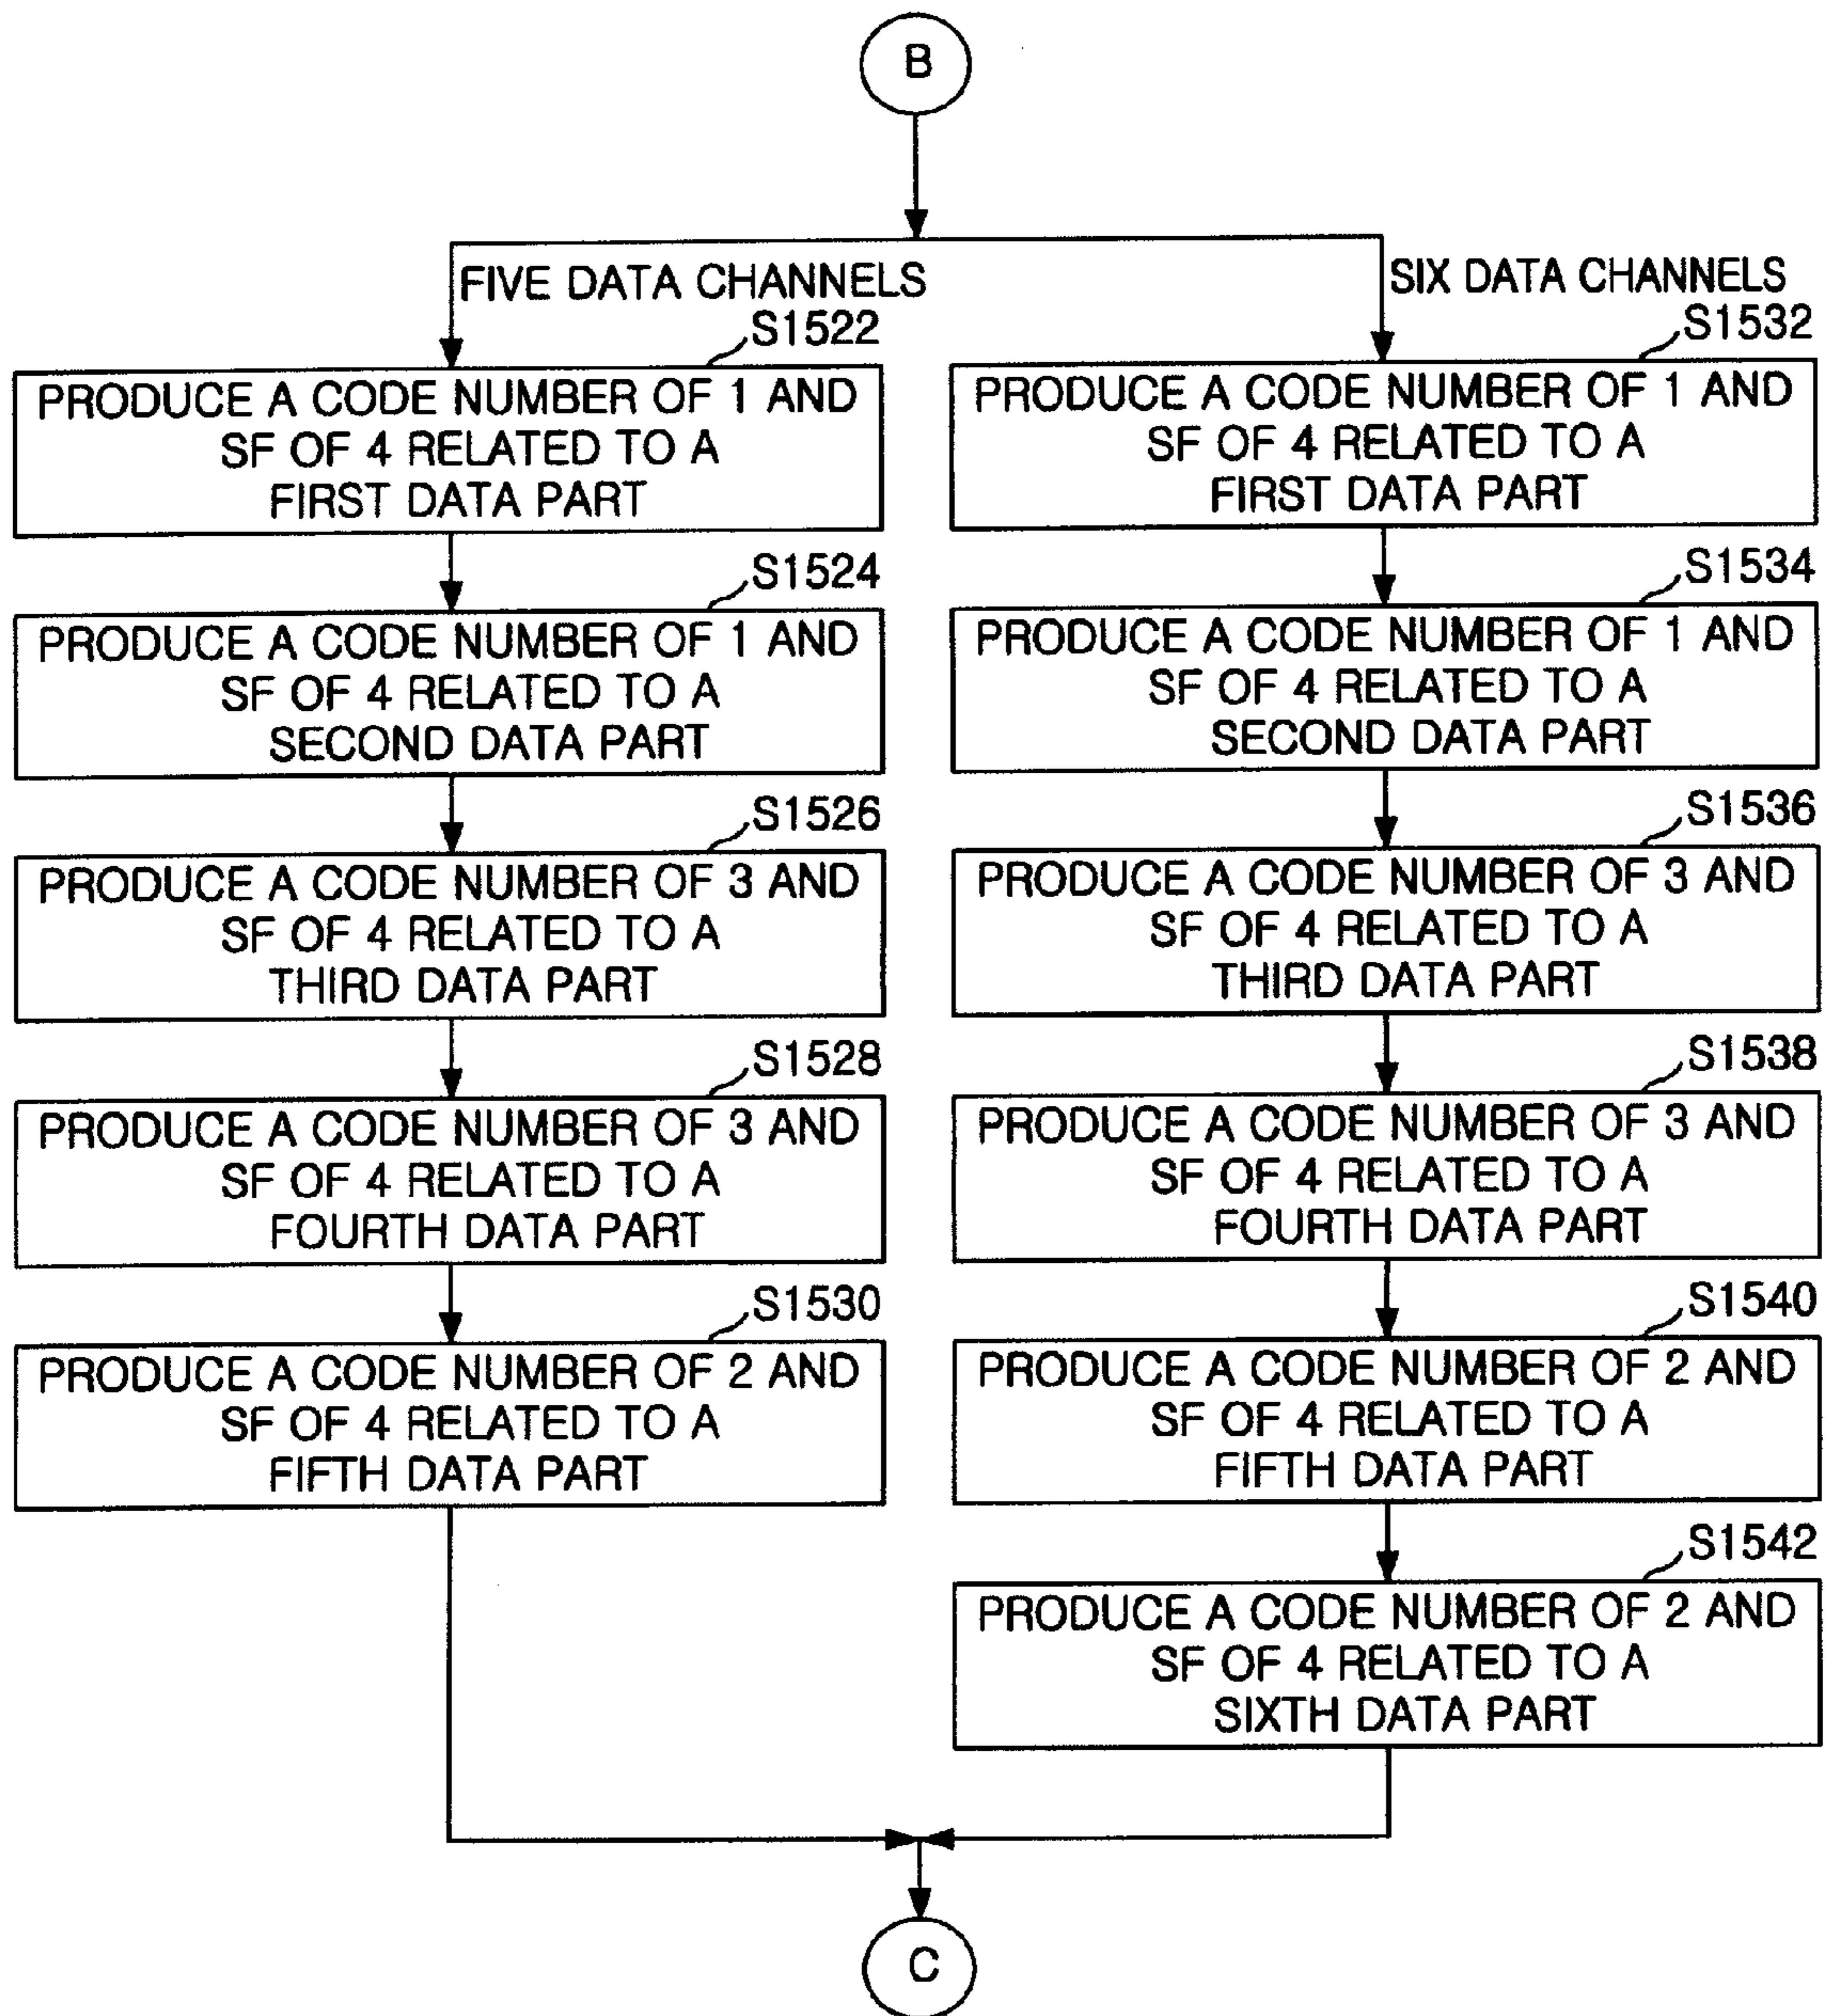 B
FIVE DATA CHANNELS
S1522
PRODUCE A CODE NUMBER OF 1 AND
SF OF 4 RELATED TO A
FIRST DATA PART
S1524
PRODUCE A CODE NUMBER OF 1 AND
SF OF 4 RELATED TO A
SECOND DATA PART
S1526
PRODUCE A CODE NUMBER OF 3 AND
SF OF 4 RELATED TO A
THIRD DATA PART
S1528
PRODUCE A CODE NUMBER OF 3 AND
SF OF 4 RELATED TO A
FOURTH DATA PART
S1530
PRODUCE A CODE NUMBER OF 2 AND
SF OF 4 RELATED TO A
FIFTH DATA PART
SIX DATA CHANNELS
S1532
PRODUCE A CODE NUMBER OF 1 AND
SF OF 4 RELATED TO A
FIRST DATA PART
S1534
PRODUCE A CODE NUMBER OF 1 AND
SF OF 4 RELATED TO A
SECOND DATA PART
S1536
PRODUCE A CODE NUMBER OF 3 AND
SF OF 4 RELATED TO A
THIRD DATA PART
S1538
PRODUCE A CODE NUMBER OF 3 AND
SF OF 4 RELATED TO A
FOURTH DATA PART
S1540
PRODUCE A CODE NUMBER OF 2 AND
SF OF 4 RELATED TO A
FIFTH DATA PART
S1542
PRODUCE A CODE NUMBER OF 2 AND
SF OF 4 RELATED TO A
SIXTH DATA PART
C